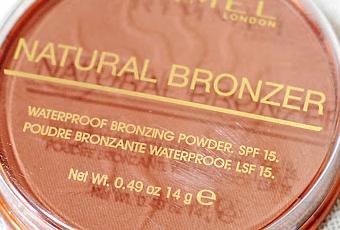 LONDON
NATURAL BRONZER
WATERPROOF BRONZING POWDER. SPF 15.
POUDRE BRONZANTE WATERPROOF. LSF 15.
Net Wt. 0.49 oz 14 g ℮